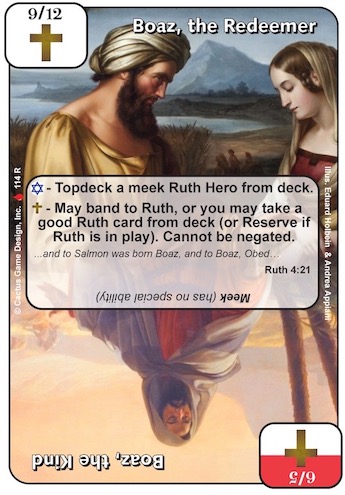 9/12
Boaz, the Redeemer
✡ - Topdeck a meek Ruth Hero from deck.
✝ - May band to Ruth, or you may take a
good Ruth card from deck (or Reserve if
Ruth is in play). Cannot be negated.
...and to Salmon was born Boaz, and to Boaz, Obed…
Ruth 4:21
© Cactus Game Design, Inc. 114 R
Illus. Eduard Holbein & Andrea Appiani
Meek (has no special ability)
Boaz, the Kind
6/5